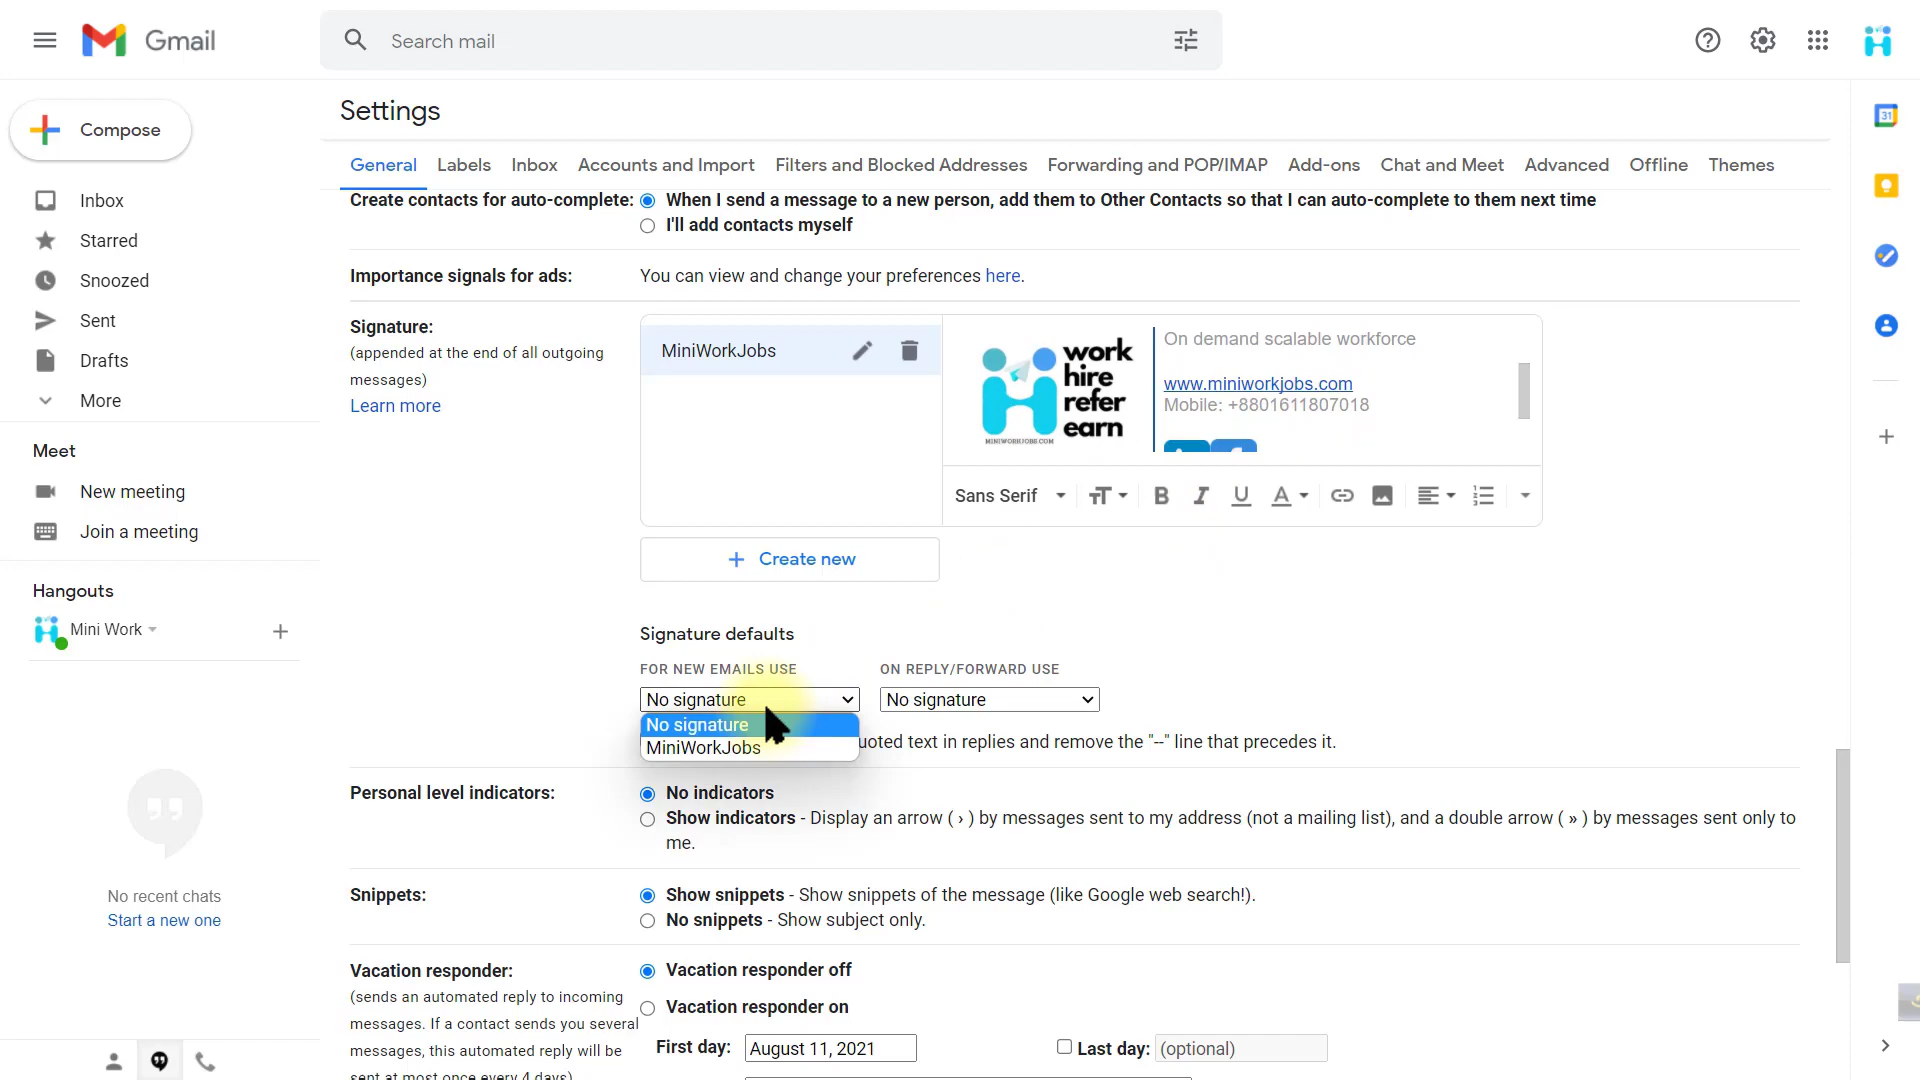 Gmail
Search mail
Compose
Inbox
Starred
Snoozed
Sent
Drafts
More
Meet
New meeting
Join a meeting
Hangouts
Mini Work
No recent chats
Start a new one
Settings
General Labels Inbox Accounts and Import Filters and Blocked Addresses Forwarding and POP/IMAP Add-ons Chat and Meet Advanced Offline Themes
Create contacts for auto-complete: When I send a message to a new person, add them to Other Contacts so that I can auto-complete to them next time
I'll add contacts myself
Importance signals for ads: You can view and change your preferences here.
Signature:
(appended at the end of all outgoing
messages)
Learn more
MiniWorkJobs
work
hire
refer
earn
MINIWORKJOBS.COM
On demand scalable workforce
www.miniworkjobs.com
Mobile: +8801611807018
Sans Serif
Create new
Signature defaults
FOR NEW EMAILS USE ON REPLY/FORWARD USE
No signature No signature
No signature
MiniWorkJobs
uoted text in replies and remove the "--" line that precedes it.
Personal level indicators: No indicators
Show indicators - Display an arrow ( › ) by messages sent to my address (not a mailing list), and a double arrow ( » ) by messages sent only to
me.
Snippets: Show snippets - Show snippets of the message (like Google web search!).
No snippets - Show subject only.
Vacation responder: Vacation responder off
(sends an automated reply to incoming
messages. If a contact sends you several
messages, this automated reply will be
sent at most once every 4 days)
Vacation responder on
First day: August 11, 2021 Last day: (optional)
31